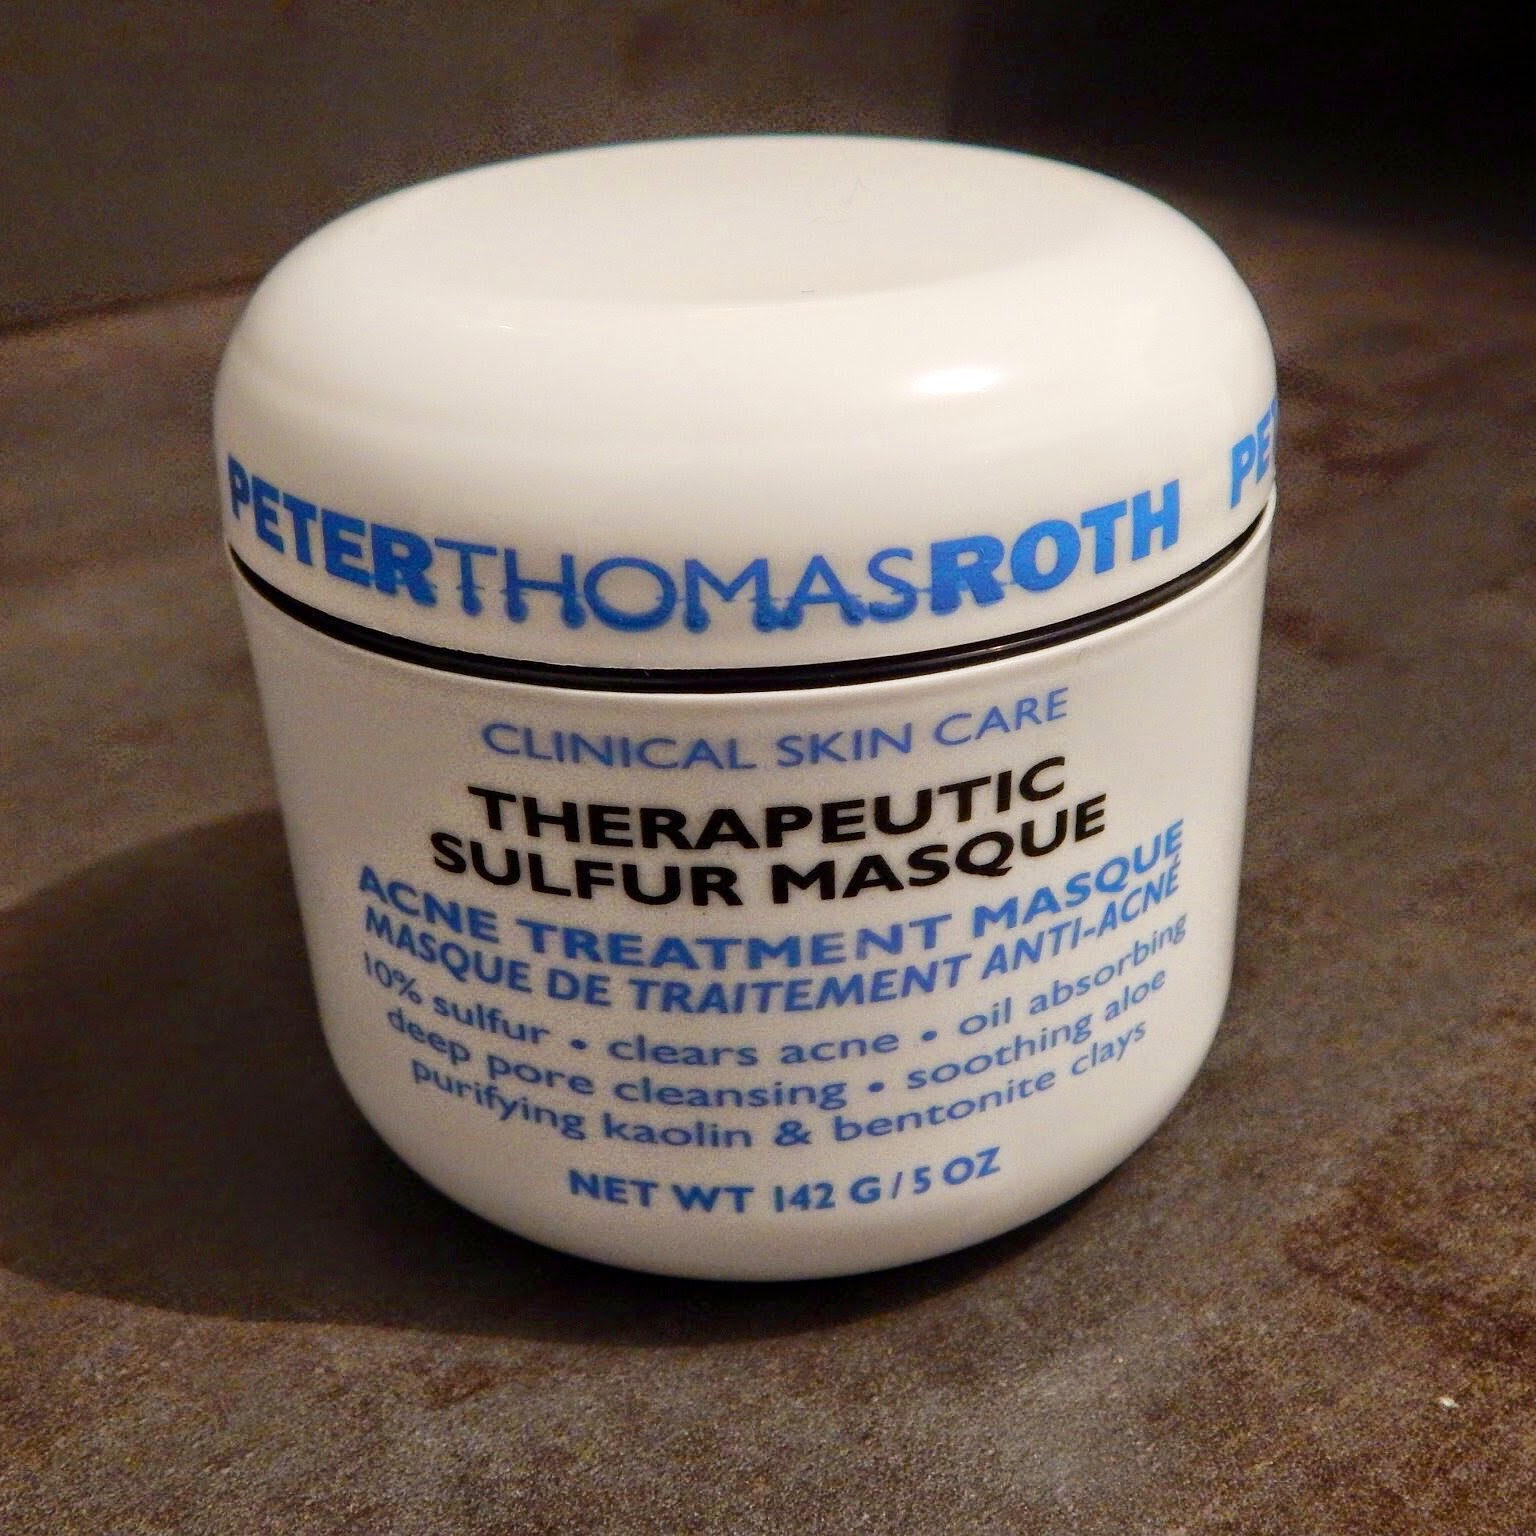 PETERTHOMASROTH PE
CLINICAL SKIN CARE
THERAPEUTIC
SULFUR MASQUE
ACNE TREATMENT MASQUE
MASQUE DE TRAITEMENT ANTI-ACNÉ
10% sulfur • clears acne • oil absorbing
deep pore cleansing • soothing aloe
purifying kaolin & bentonite clays
NET WT 142 G / 5 OZ